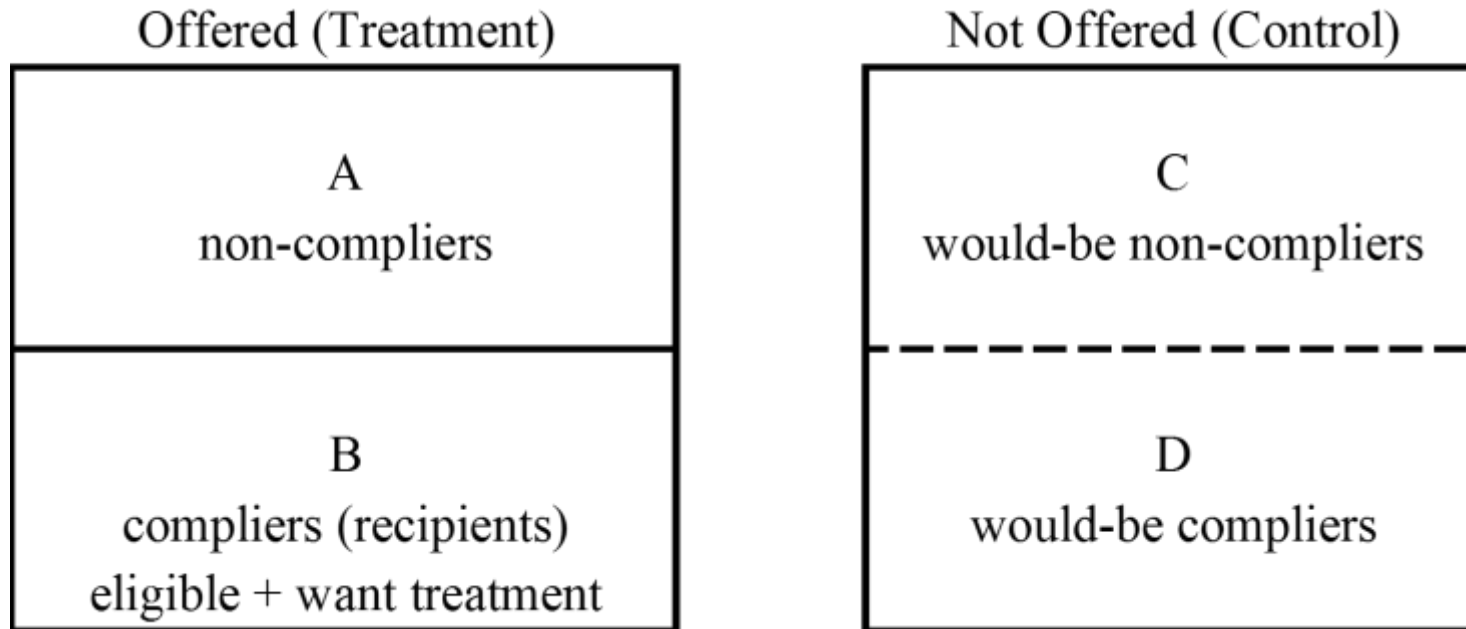 Offered (Treatment)
Not Offered (Control)
A
non-compliers
C
would-be non-compliers
B
compliers (recipients)
eligible + want treatment
D
would-be compliers